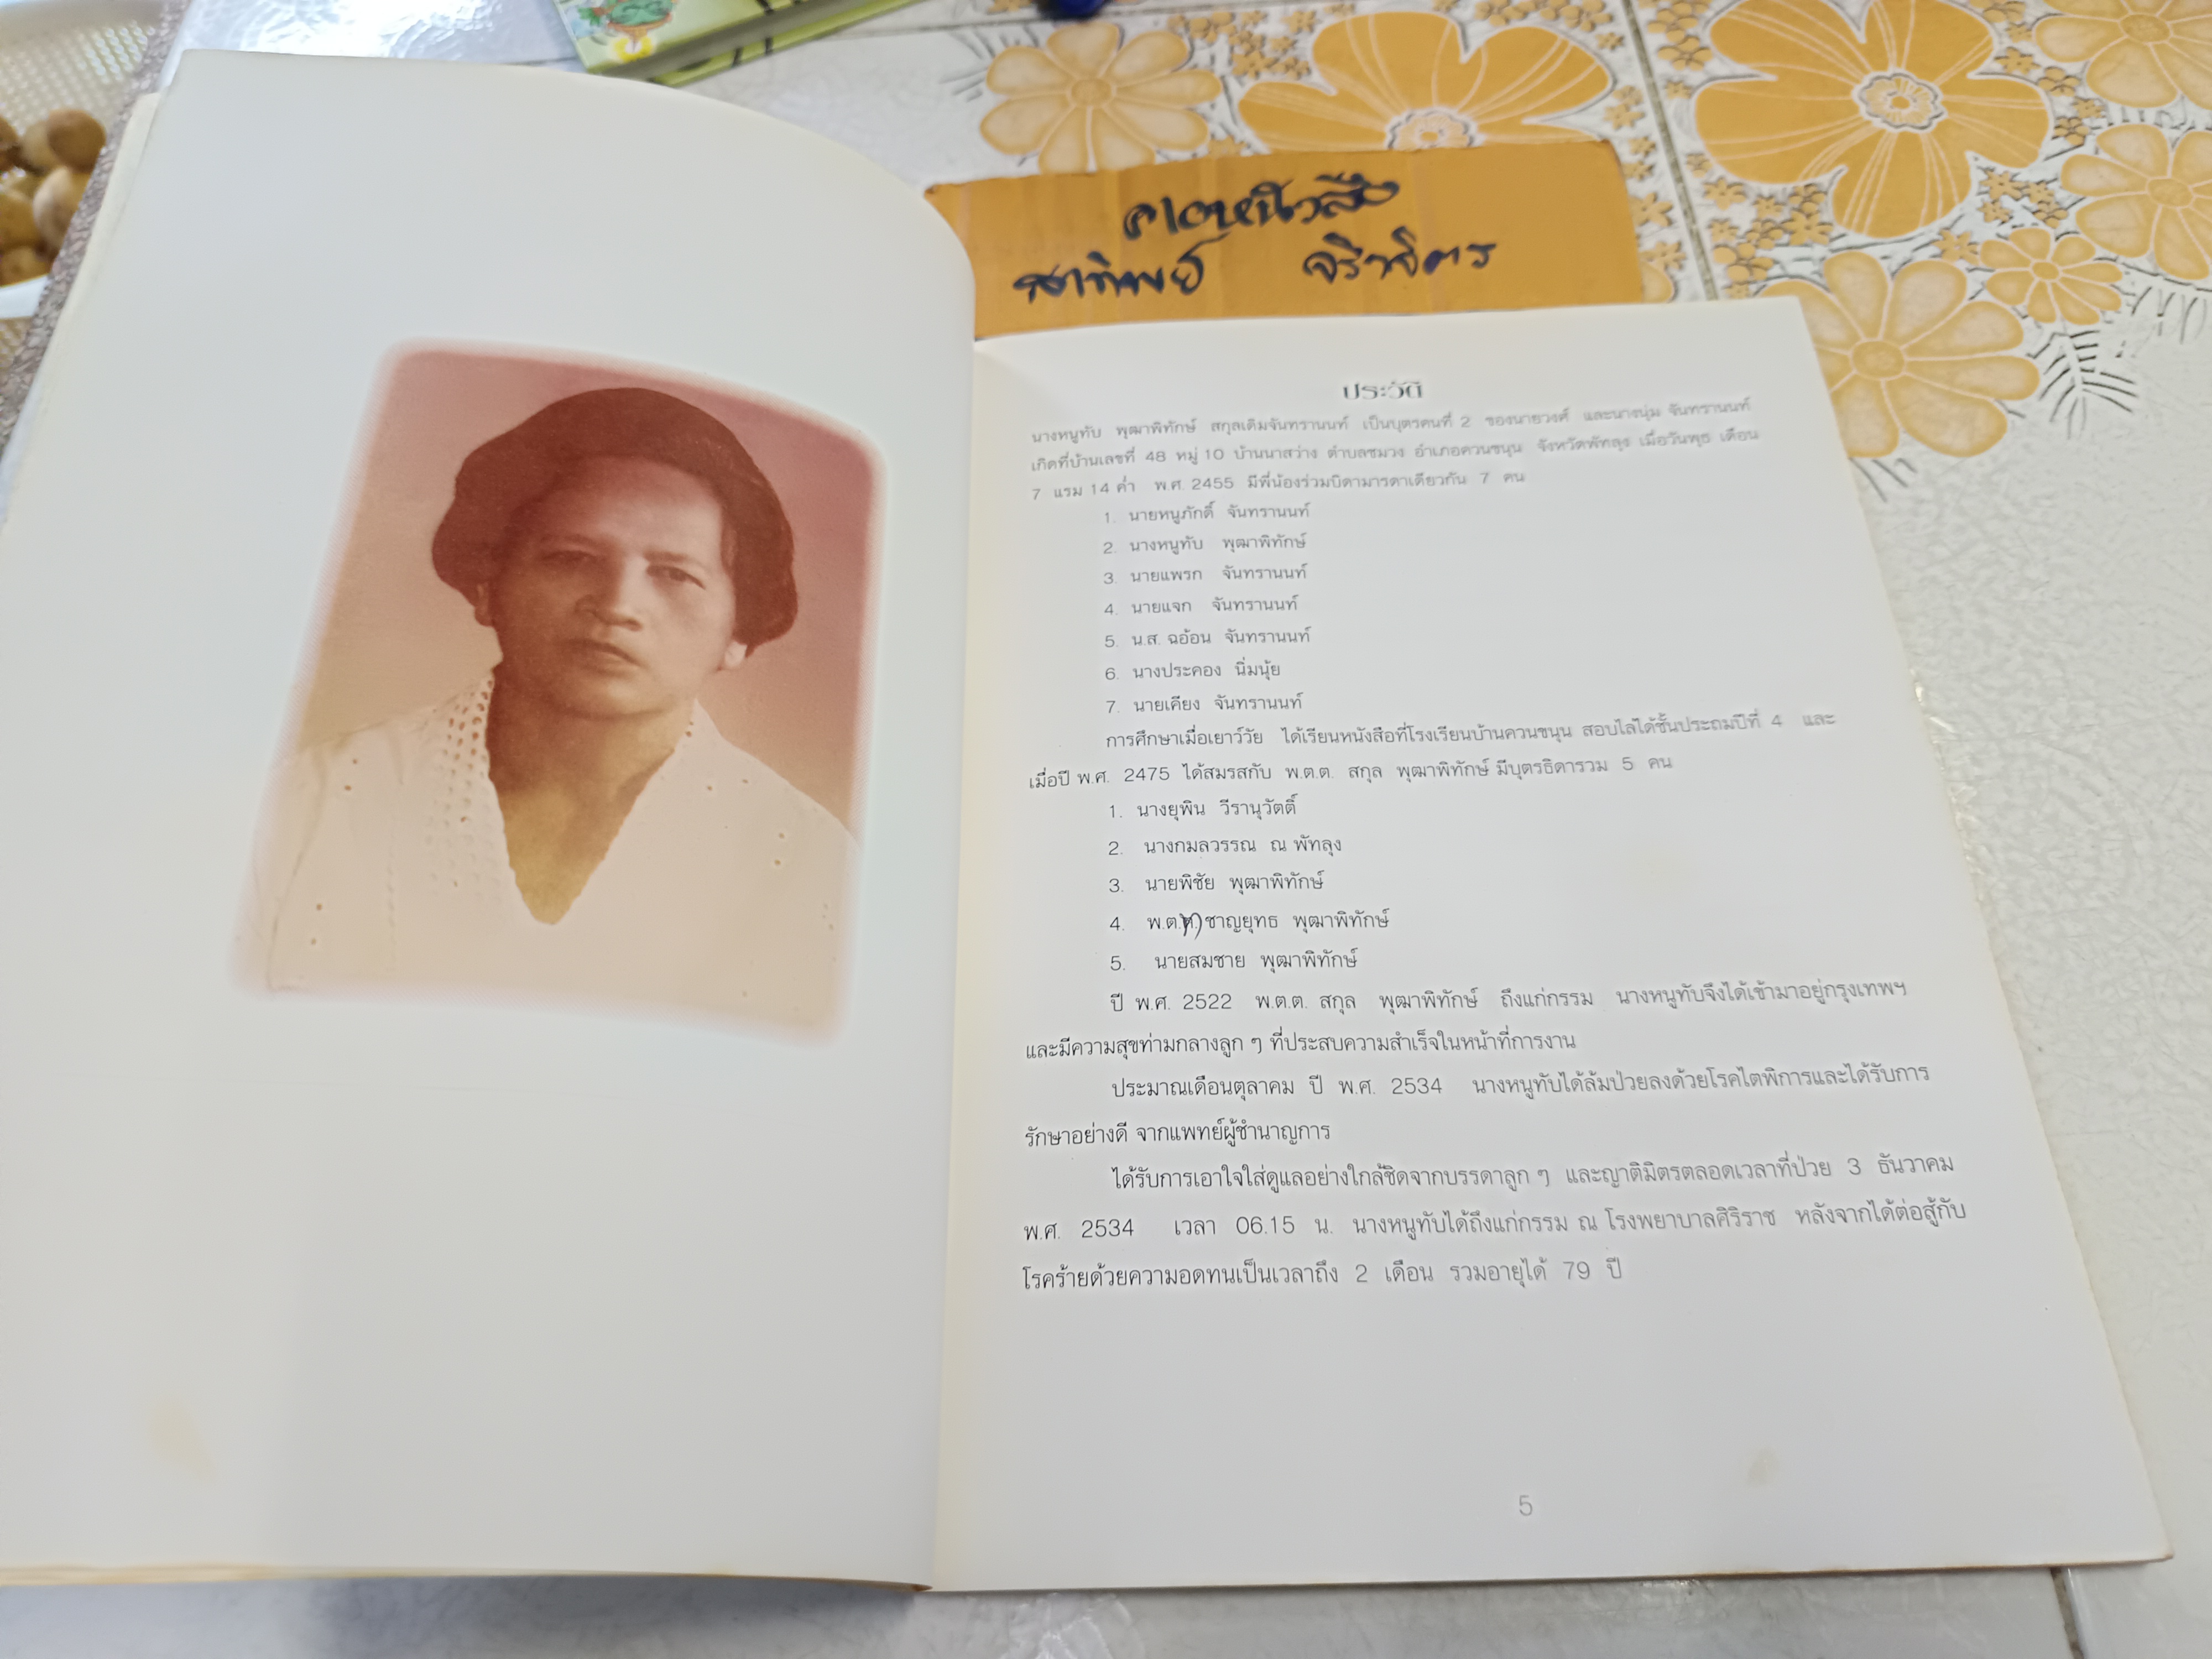 ขายหนังสือ
สาทิพย์ จิราจิตร
ประวัติ
นางหนูทับ พุฒาพิทักษ์ สกุลเดิมจันทรานนท์ เป็นบุตรคนที่ 2 ของนายวงศ์ และนางนุ่ม จันทรานนท์
เกิดที่บ้านเลขที่ 48 หมู่ 10 บ้านนาสว่าง ตำบลชมวง อำเภอควนขนุน จังหวัดพัทลุง เมื่อวันพุธ เดือน
7 แรม 14 ค่ำ พ.ศ. 2455 มีพี่น้องร่วมบิดามารดาเดียวกัน 7 คน
1. นายหนูภักดิ์ จันทรานนท์
2. นางหนูทับ พุฒาพิทักษ์
3. นายแพรก จันทรานนท์
4. นายแจก จันทรานนท์
5. น.ส. ฉอ้อน จันทรานนท์
6. นางประคอง นิ่มนุ้ย
7. นายเคียง จันทรานนท์
การศึกษาเมื่อเยาว์วัย ได้เรียนหนังสือที่โรงเรียนบ้านควนขนุน สอบไล่ได้ชั้นประถมปีที่ 4 และ
เมื่อปี พ.ศ. 2475 ได้สมรสกับ พ.ต.ต. สกุล พุฒาพิทักษ์ มีบุตรธิดารวม 5 คน
1. นางยุพิน วีรานุวัตติ์
2. นางกมลวรรณ ณ พัทลุง
3. นายพิชัย พุฒาพิทักษ์
4. พ.ต.ท. ชาญยุทธ พุฒาพิทักษ์
5. นายสมชาย พุฒาพิทักษ์
ปี พ.ศ. 2522 พ.ต.ต. สกุล พุฒาพิทักษ์ ถึงแก่กรรม นางหนูทับจึงได้เข้ามาอยู่กรุงเทพฯ
และมีความสุขท่ามกลางลูก ๆ ที่ประสบความสำเร็จในหน้าที่การงาน
ประมาณเดือนตุลาคม ปี พ.ศ. 2534 นางหนูทับได้ล้มป่วยลงด้วยโรคไตพิการและได้รับการ
รักษาอย่างดี จากแพทย์ผู้ชำนาญการ
ได้รับการเอาใจใส่ดูแลอย่างใกล้ชิดจากบรรดาลูก ๆ และญาติมิตรตลอดเวลาที่ป่วย 3 ธันวาคม
พ.ศ. 2534 เวลา 06.15 น. นางหนูทับได้ถึงแก่กรรม ณ โรงพยาบาลศิริราช หลังจากได้ต่อสู้กับ
โรคร้ายด้วยความอดทนเป็นเวลาถึง 2 เดือน รวมอายุได้ 79 ปี
5